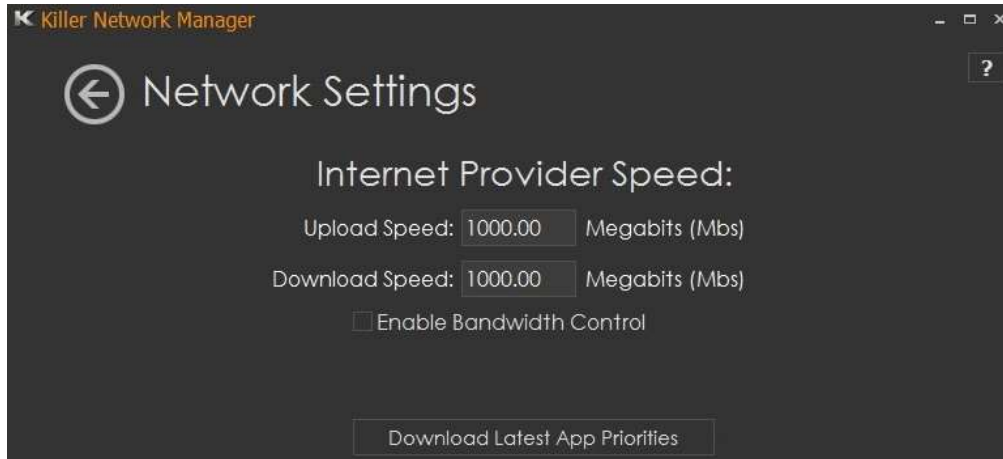 Killer Network Manager
?
Network Settings
Internet Provider Speed:
Upload Speed: 1000.00 Megabits (Mbs)
Download Speed: 1000.00 Megabits (Mbs)
Enable Bandwidth Control
Download Latest App Priorities